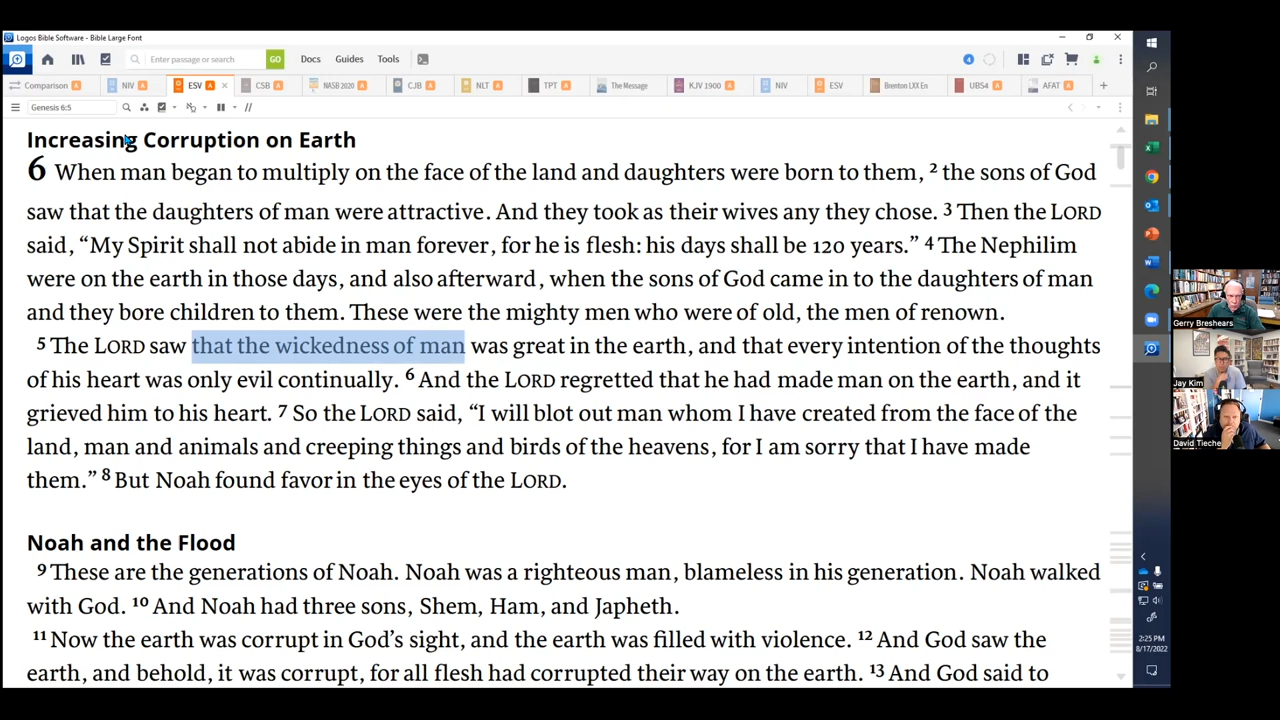 Logos Bible Software - Bible Large Font
Enter passage or search GO Docs Guides Tools 4
Comparison A NIV A ESV A × CSB A NASB 2020 A CJB A NLT A TPT A The Message KJV 1900 A NIV ESV Brenton LXX En UBS4 A AFAT A +
Genesis 6:5 //
Increasing Corruption on Earth
6 When man began to multiply on the face of the land and daughters were born to them, 2 the sons of God
saw that the daughters of man were attractive. And they took as their wives any they chose. 3 Then the LORD
said, “My Spirit shall not abide in man forever, for he is flesh: his days shall be 120 years.” 4 The Nephilim
were on the earth in those days, and also afterward, when the sons of God came in to the daughters of man
and they bore children to them. These were the mighty men who were of old, the men of renown.
5 The LORD saw that the wickedness of man was great in the earth, and that every intention of the thoughts
of his heart was only evil continually. 6 And the LORD regretted that he had made man on the earth, and it
grieved him to his heart. 7 So the LORD said, “I will blot out man whom I have created from the face of the
land, man and animals and creeping things and birds of the heavens, for I am sorry that I have made
them.” 8 But Noah found favor in the eyes of the LORD.
Noah and the Flood
9 These are the generations of Noah. Noah was a righteous man, blameless in his generation. Noah walked
with God. 10 And Noah had three sons, Shem, Ham, and Japheth.
11 Now the earth was corrupt in God’s sight, and the earth was filled with violence. 12 And God saw the
earth, and behold, it was corrupt, for all flesh had corrupted their way on the earth. 13 And God said to
Gerry Breshears
Jay Kim
David Tieche
2:25 PM
8/17/2022